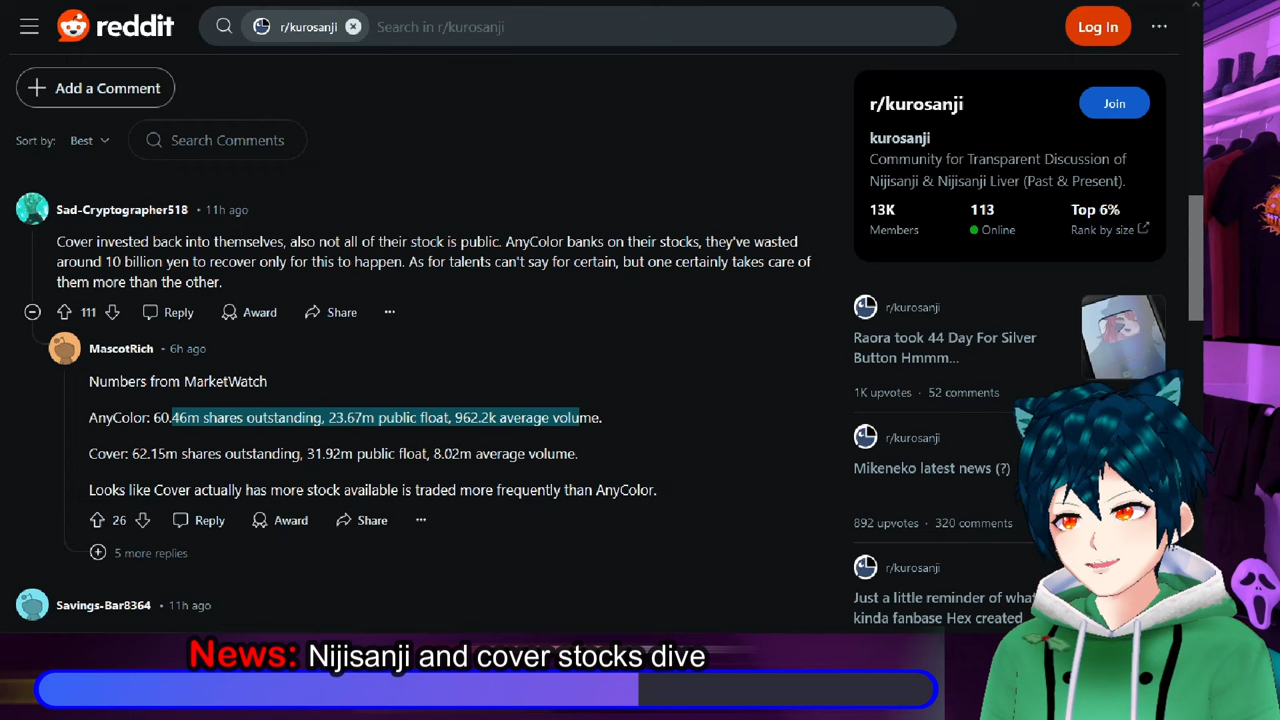 reddit
r/kurosanji
Search in r/kurosanji
Log In
Add a Comment
Sort by:
Best
Search Comments
Sad-Cryptographer518 • 11h ago
Cover invested back into themselves, also not all of their stock is public. AnyColor banks on their stocks, they've wasted
around 10 billion yen to recover only for this to happen. As for talents can't say for certain, but one certainly takes care of
them more than the other.
111
Reply
Award
Share
MascotRich • 6h ago
Numbers from MarketWatch
AnyColor: 60.46m shares outstanding, 23.67m public float, 962.2k average volume.
Cover: 62.15m shares outstanding, 31.92m public float, 8.02m average volume.
Looks like Cover actually has more stock available is traded more frequently than AnyColor.
26
Reply
Award
Share
5 more replies
Savings-Bar8364 • 11h ago
r/kurosanji
Join
kurosanji
Community for Transparent Discussion of
Nijisanji & Nijisanji Liver (Past & Present).
13K
113
Top 6%
Members
Online
Rank by size
r/kurosanji
Raora took 44 Day For Silver
Button Hmmm...
1K upvotes • 52 comments
r/kurosanji
Mikeneko latest news (?)
892 upvotes • 320 comments
r/kurosanji
Just a little reminder of what
kinda fanbase Hex created
News: Nijisanji and cover stocks dive